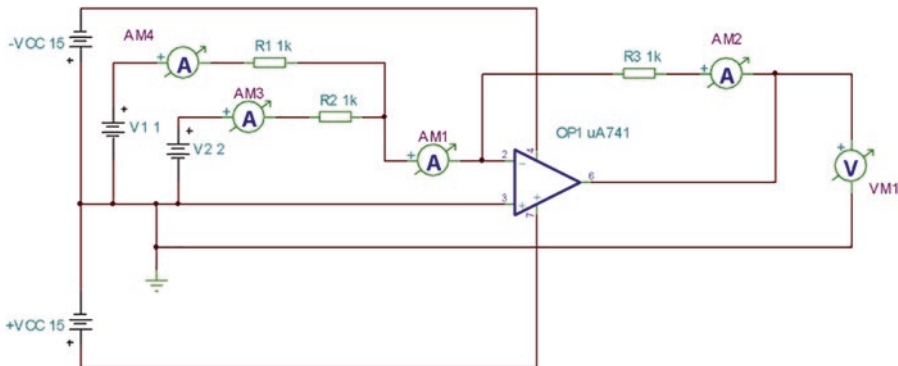 -VCC 15
+
AM4
+
A
R1 1k
AM3
+
A
R2 1k
+
V1 1
+
V2 2
AM1
+
A
R3 1k
AM2
+
A
OP1 uA741
2
-
4
6
3
+
+
7
+
V
VM1
+VCC 15
+